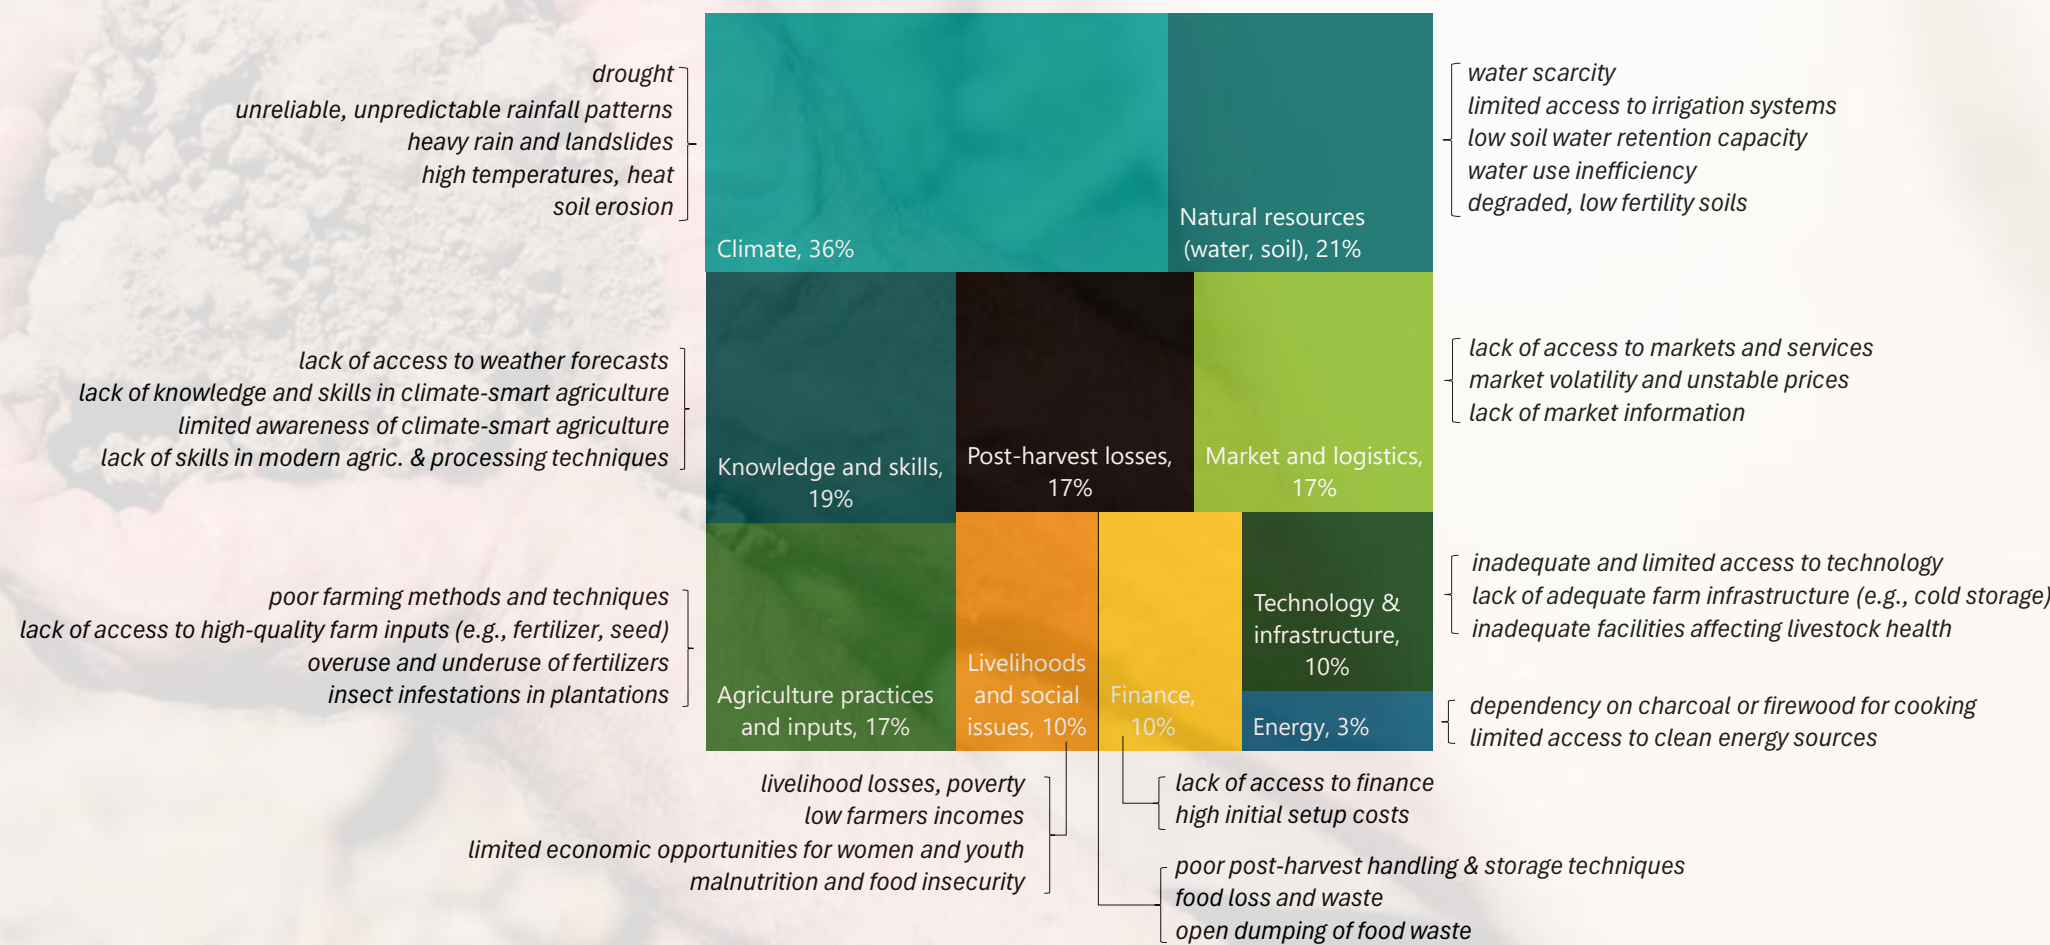 drought
unreliable, unpredictable rainfall patterns
heavy rain and landslides
high temperatures, heat
soil erosion
Climate, 36%
Natural resources
(water, soil), 21%
water scarcity
limited access to irrigation systems
low soil water retention capacity
water use inefficiency
degraded, low fertility soils
lack of access to weather forecasts
lack of knowledge and skills in climate-smart agriculture
limited awareness of climate-smart agriculture
lack of skills in modern agric. & processing techniques
Knowledge and skills,
19%
Post-harvest losses,
17%
Market and logistics,
17%
lack of access to markets and services
market volatility and unstable prices
lack of market information
poor farming methods and techniques
lack of access to high-quality farm inputs (e.g., fertilizer, seed)
overuse and underuse of fertilizers
insect infestations in plantations
Agriculture practices
and inputs, 17%
Livelihoods
and social
issues, 10%
Finance,
10%
Technology &
infrastructure,
10%
Energy, 3%
inadequate and limited access to technology
lack of adequate farm infrastructure (e.g., cold storage)
inadequate facilities affecting livestock health
dependency on charcoal or firewood for cooking
limited access to clean energy sources
livelihood losses, poverty
low farmers incomes
limited economic opportunities for women and youth
malnutrition and food insecurity
lack of access to finance
high initial setup costs
poor post-harvest handling & storage techniques
food loss and waste
open dumping of food waste